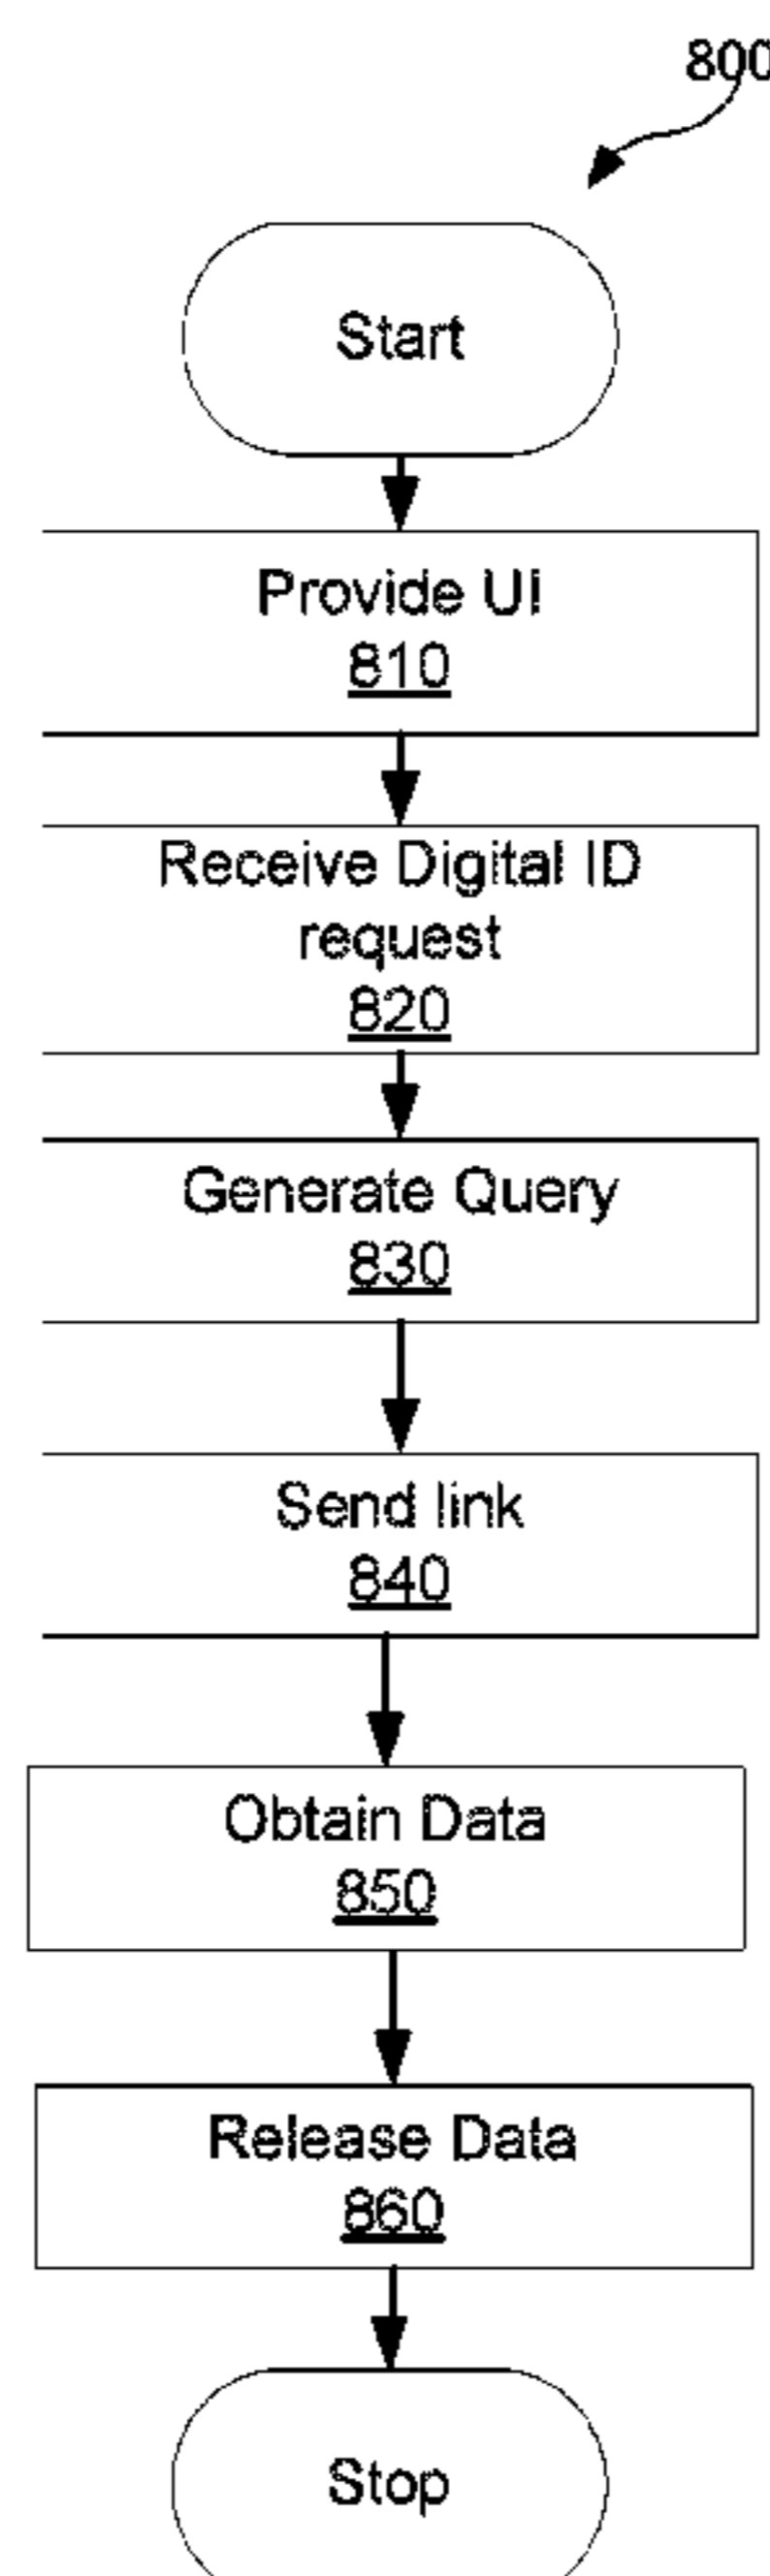 800
Start
Provide UI
810
Receive Digital ID
request
820
Generate Query
830
Send link
840
Obtain Data
850
Release Data
860
Stop